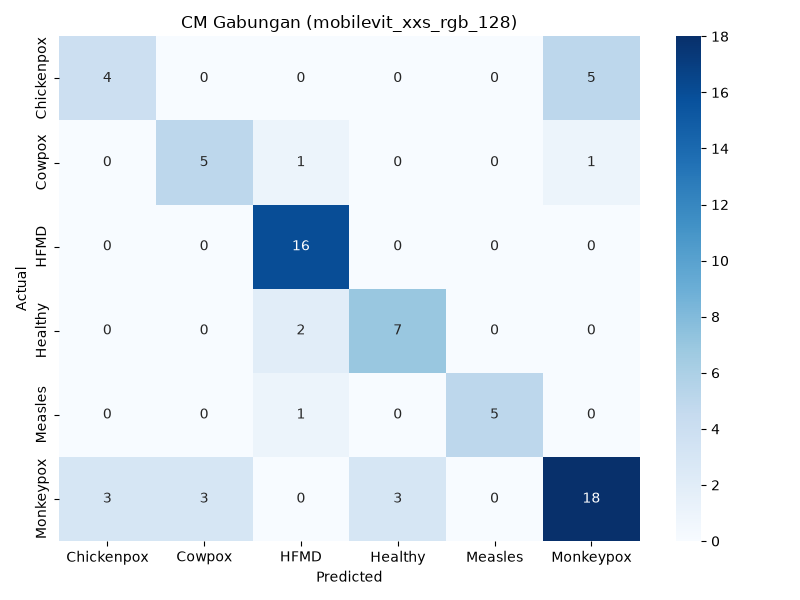 CM Gabungan (mobilevit_xxs_rgb_128)
Actual
Chickenpox 4 0 0 0 0 5
Cowpox 0 5 1 0 0 1
HFMD 0 0 16 0 0 0
Healthy 0 0 2 7 0 0
Measles 0 0 1 0 5 0
Monkeypox 3 3 0 3 0 18
Chickenpox Cowpox HFMD Healthy Measles Monkeypox
Predicted
18
16
14
12
10
8
6
4
2
0